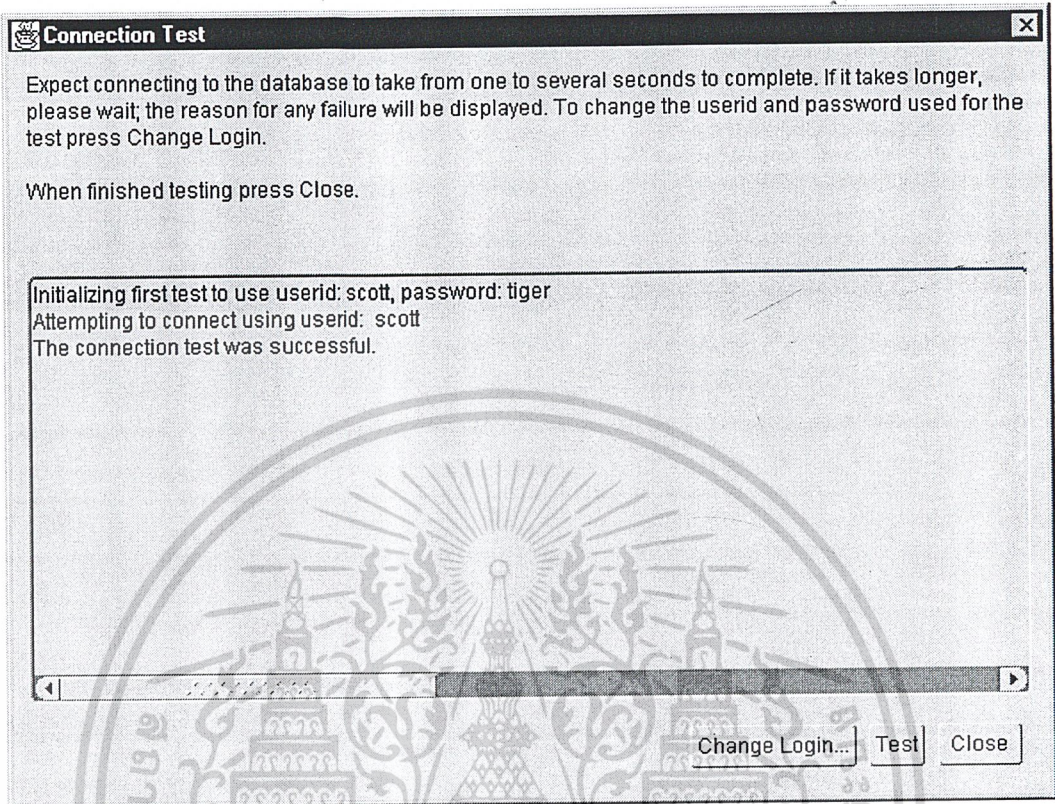 Connection Test
Expect connecting to the database to take from one to several seconds to complete. If it takes longer,
please wait; the reason for any failure will be displayed. To change the userid and password used for the
test press Change Login.
When finished testing press Close.
Initializing first test to use userid: scott, password: tiger
Attempting to connect using userid:  scott
The connection test was successful.
Change Login...
Test
Close